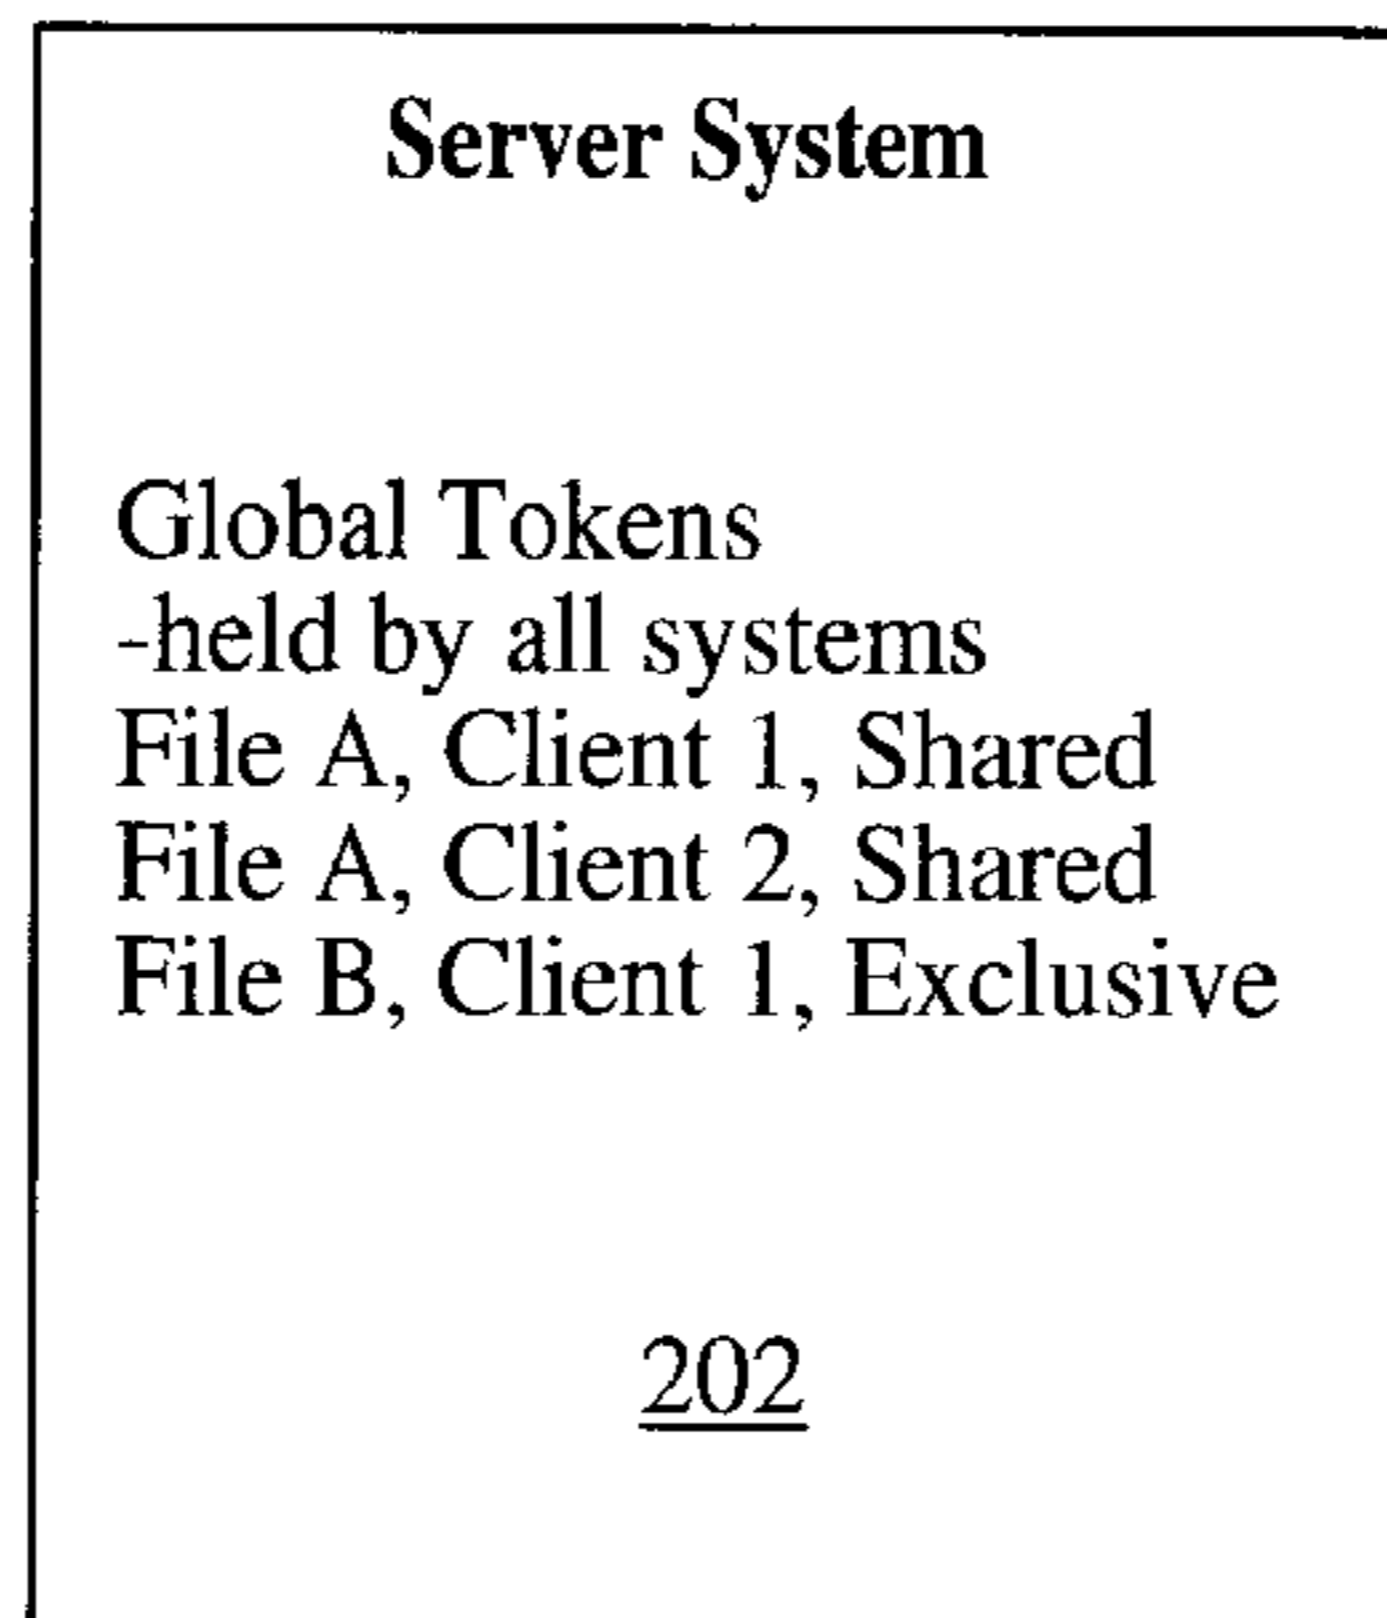 Server System
Global Tokens
-held by all systems
File A, Client 1, Shared
File A, Client 2, Shared
File B, Client 1, Exclusive
202